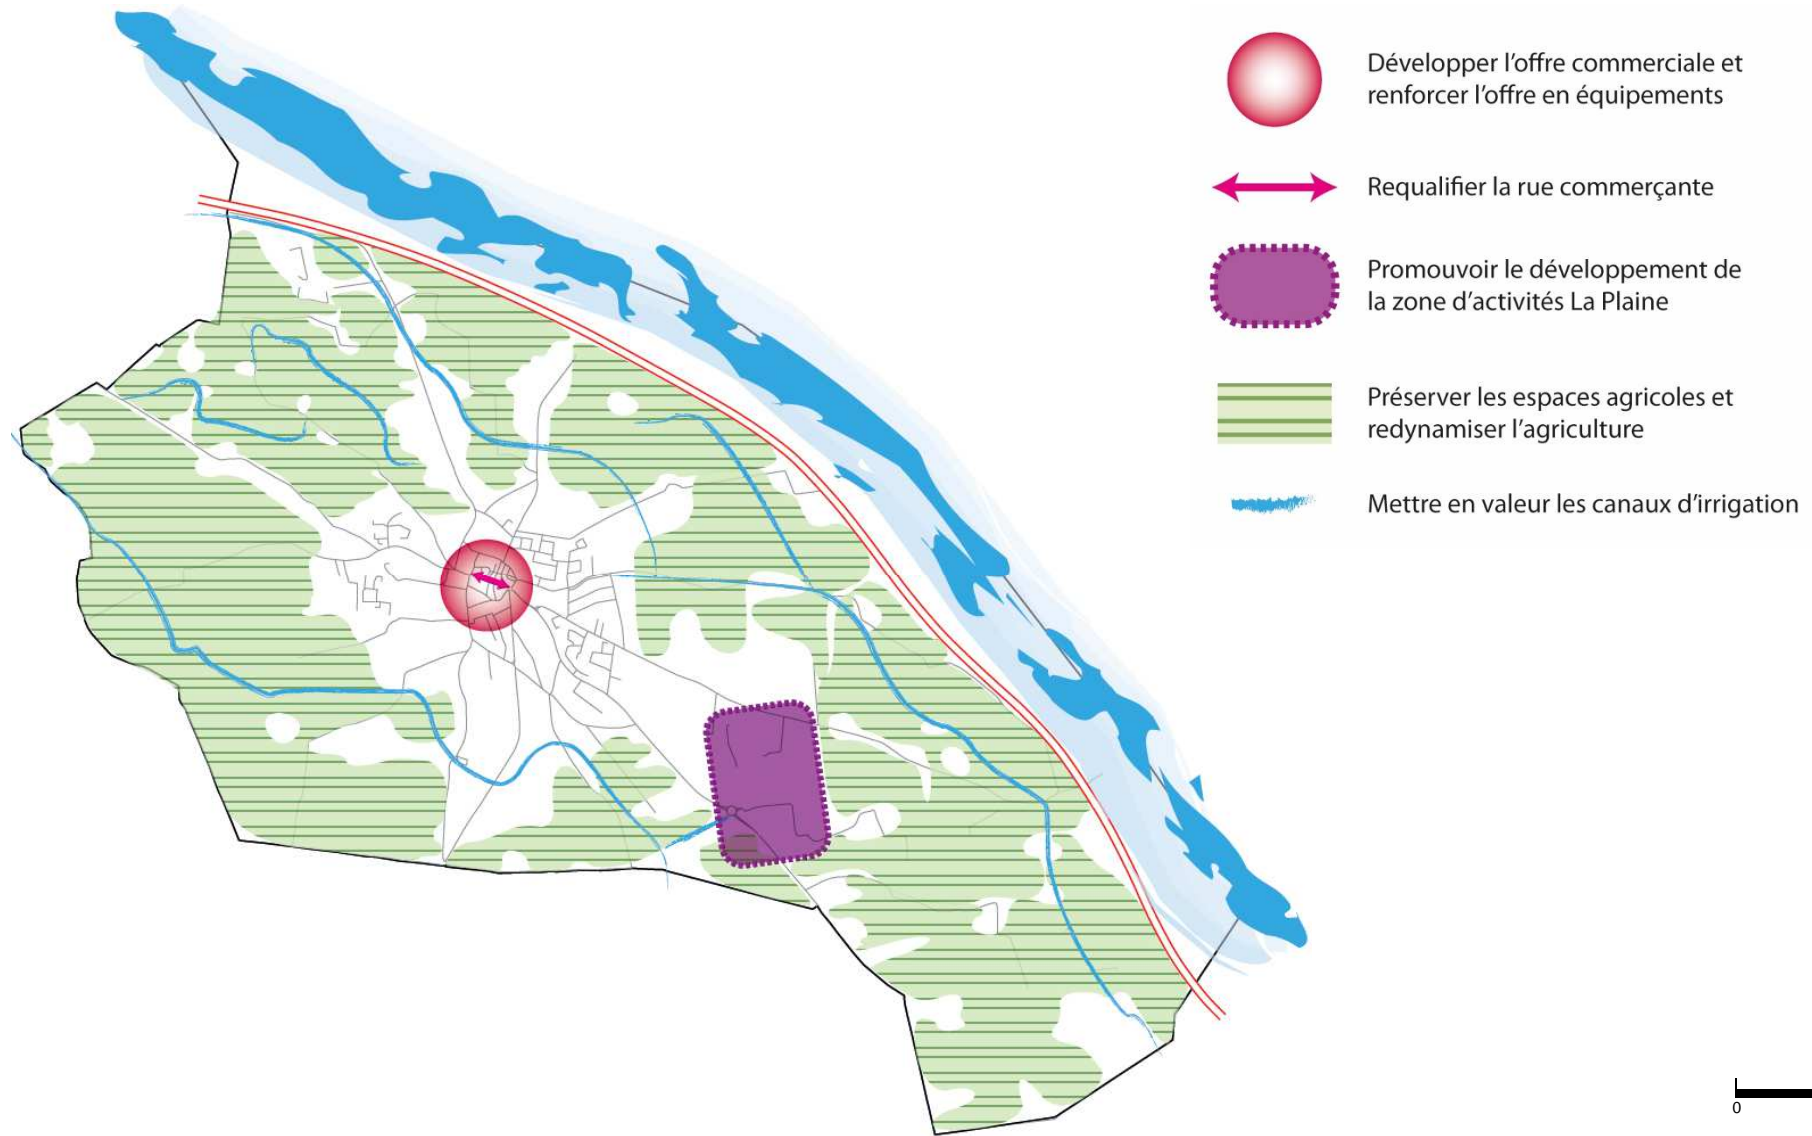 Développer l'offre commerciale et
renforcer l'offre en équipements
Requalifier la rue commerçante
Promouvoir le développement de
la zone d'activités La Plaine
Préserver les espaces agricoles et
redynamiser l'agriculture
Mettre en valeur les canaux d'irrigation
0